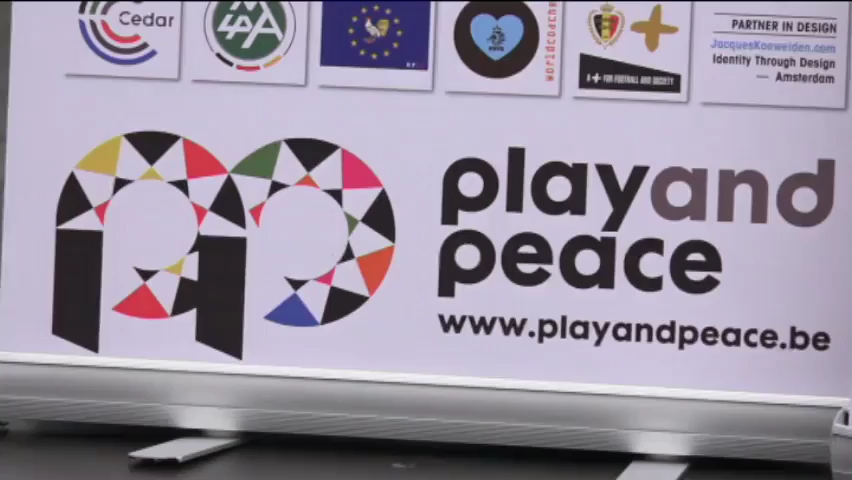 Cedar
worldcoaches
A + FOR FOOTBALL AND SOCIETY
PARTNER IN DESIGN
JacquesKoeweiden.com
Identity Through Design
— Amsterdam
playand
peace
www.playandpeace.be